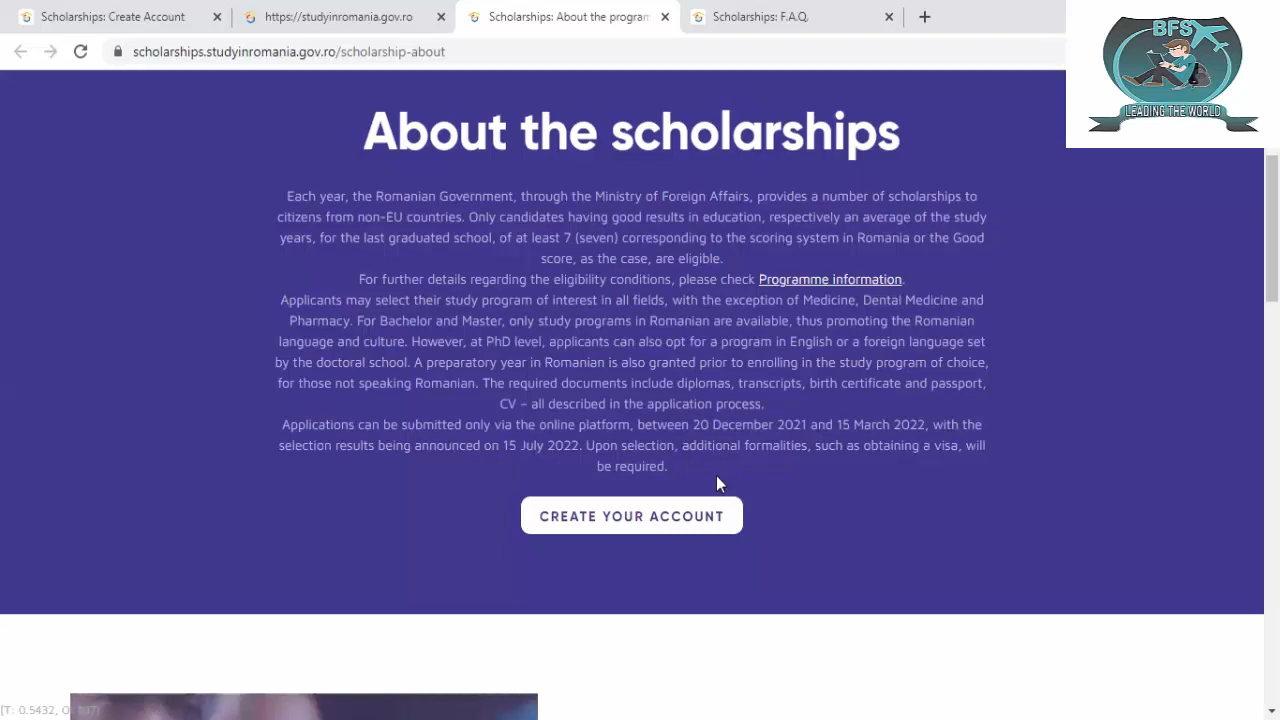 Scholarships: Create Account
https://studyinromania.gov.ro
Scholarships: About the program
Scholarships: F.A.Q.
scholarships.studyinromania.gov.ro/scholarship-about
BFS
LEADING THE WORLD
About the scholarships
Each year, the Romanian Government, through the Ministry of Foreign Affairs, provides a number of scholarships to
citizens from non-EU countries. Only candidates having good results in education, respectively an average of the study
years, for the last graduated school, of at least 7 (seven) corresponding to the scoring system in Romania or the Good
score, as the case, are eligible.
For further details regarding the eligibility conditions, please check Programme information.
Applicants may select their study program of interest in all fields, with the exception of Medicine, Dental Medicine and
Pharmacy. For Bachelor and Master, only study programs in Romanian are available, thus promoting the Romanian
language and culture. However, at PhD level, applicants can also opt for a program in English or a foreign language set
by the doctoral school. A preparatory year in Romanian is also granted prior to enrolling in the study program of choice,
for those not speaking Romanian. The required documents include diplomas, transcripts, birth certificate and passport,
CV – all described in the application process.
Applications can be submitted only via the online platform, between 20 December 2021 and 15 March 2022, with the
selection results being announced on 15 July 2022. Upon selection, additional formalities, such as obtaining a visa, will
be required.
CREATE YOUR ACCOUNT
[T: 0.5432,